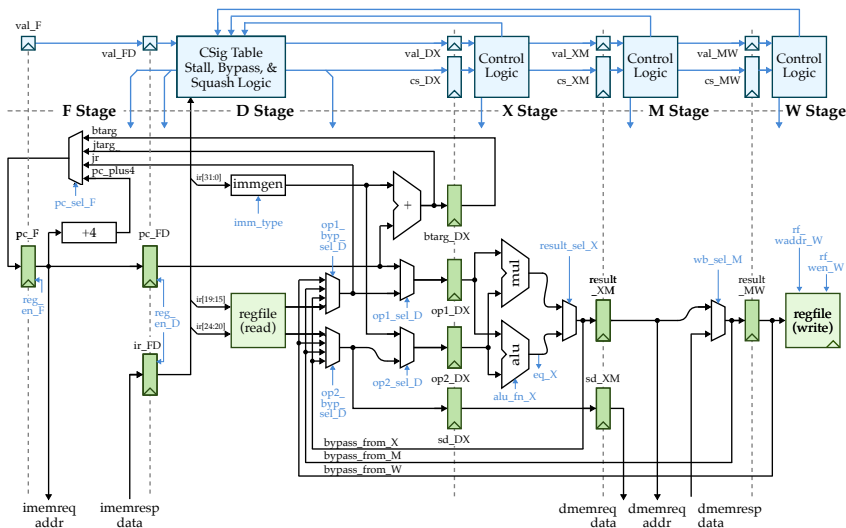 val_F
val_FD
CSig Table
Stall, Bypass, &
Squash Logic
val_DX
cs_DX
Control
Logic
val_XM
cs_XM
Control
Logic
val_MW
cs_MW
Control
Logic
F Stage
D Stage
X Stage
M Stage
W Stage
btarg
jtarg
jr
pc_plus4
pc_sel_F
ir[31:0]
immgen
imm_type
+
btarg_DX
pc_F
+4
pc_FD
reg_
en_F
reg_
en_D
ir_FD
ir[19:15]
ir[24:20]
regfile
(read)
op1_
byp_
sel_D
op1_sel_D
op1_DX
op2_
byp_
sel_D
op2_sel_D
op2_DX
mul
alu
alu_fn_X
eq_X
result_sel_X
result
_XM
sd_DX
sd_XM
wb_sel_M
result
_MW
rf_
waddr_W
rf_
wen_W
regfile
(write)
bypass_from_X
bypass_from_M
bypass_from_W
imemreq
addr
imemresp
data
dmemreq
data
dmemreq
addr
dmemresp
data